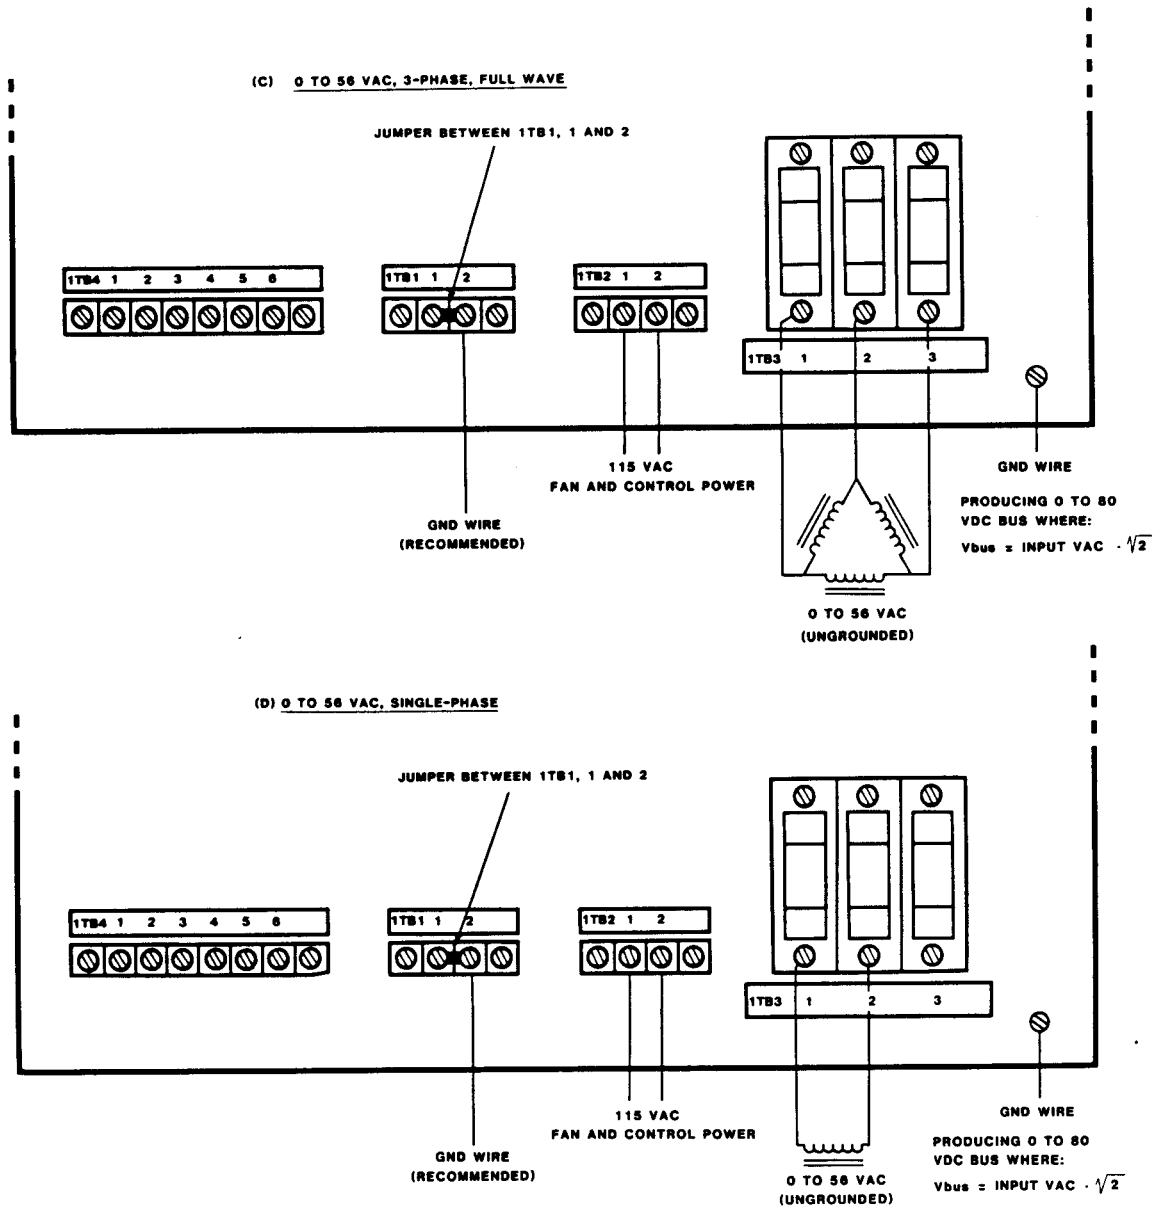 (C) 0 TO 56 VAC, 3-PHASE, FULL WAVE
JUMPER BETWEEN 1TB1, 1 AND 2
1TB4 1 2 3 4 5 6
1TB1 1 2
1TB2 1 2
1TB3 1 2 3
115 VAC
FAN AND CONTROL POWER
GND WIRE
GND WIRE
(RECOMMENDED)
PRODUCING 0 TO 80
VDC BUS WHERE:
Vbus = INPUT VAC · √2
0 TO 56 VAC
(UNGROUNDED)
(D) 0 TO 56 VAC, SINGLE-PHASE
JUMPER BETWEEN 1TB1, 1 AND 2
1TB4 1 2 3 4 5 6
1TB1 1 2
1TB2 1 2
1TB3 1 2 3
115 VAC
FAN AND CONTROL POWER
GND WIRE
GND WIRE
(RECOMMENDED)
PRODUCING 0 TO 80
VDC BUS WHERE:
Vbus = INPUT VAC · √2
0 TO 56 VAC
(UNGROUNDED)